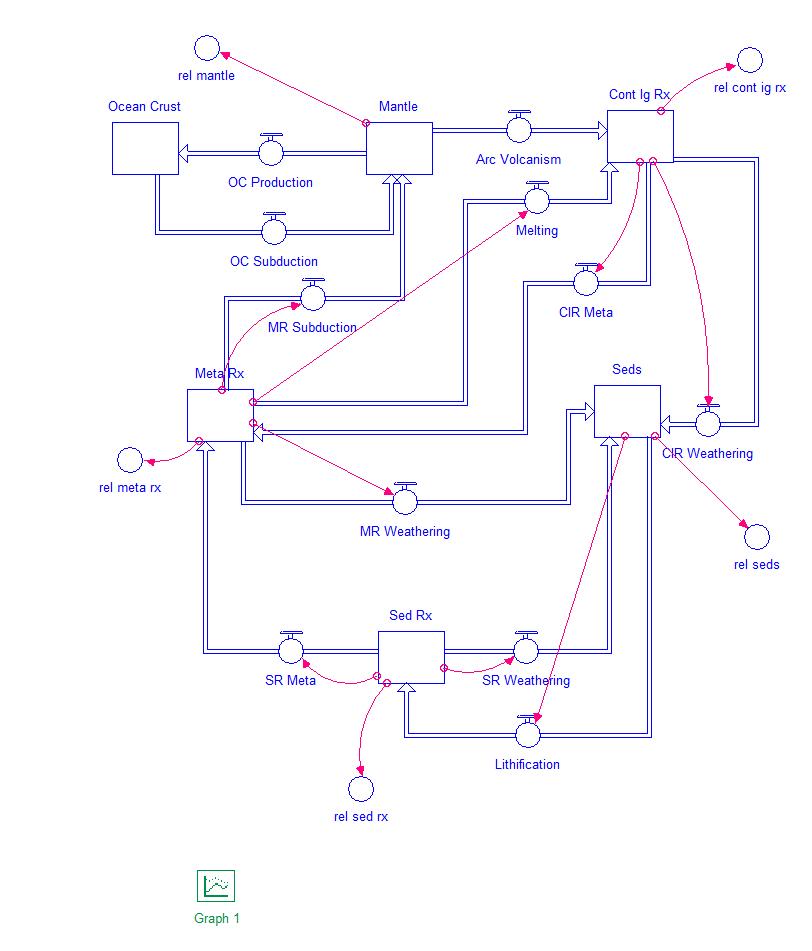 rel mantle
rel cont ig rx
Ocean Crust
Mantle
Cont Ig Rx
Arc Volcanism
OC Production
Melting
OC Subduction
CIR Meta
MR Subduction
Meta Rx
Seds
CIR Weathering
rel meta rx
MR Weathering
rel seds
Sed Rx
SR Meta
SR Weathering
Lithification
rel sed rx
Graph 1